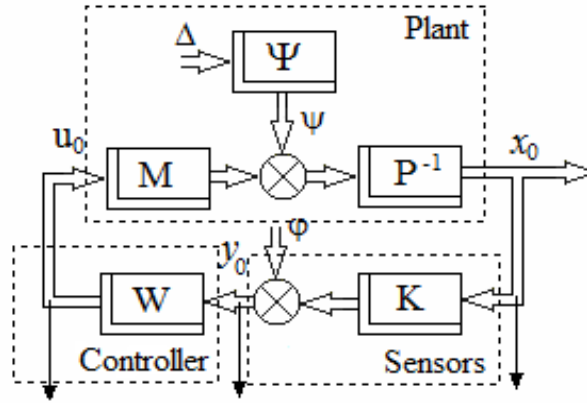 Plant
Δ
Ψ
ψ
u₀
M
P⁻¹
x₀
φ
y₀
W
K
Controller
Sensors